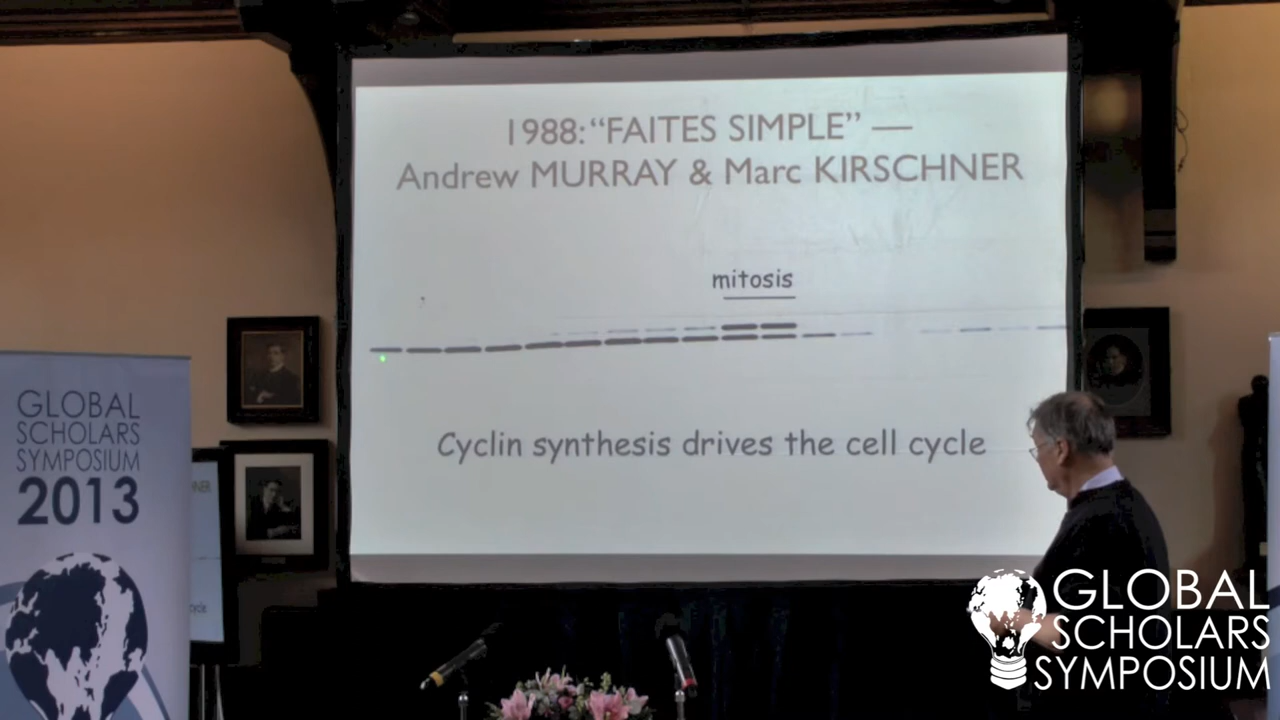 1988: “FAITES SIMPLE” —
Andrew MURRAY & Marc KIRSCHNER
mitosis
Cyclin synthesis drives the cell cycle
GLOBAL
SCHOLARS
SYMPOSIUM
2013
GLOBAL
SCHOLARS
SYMPOSIUM